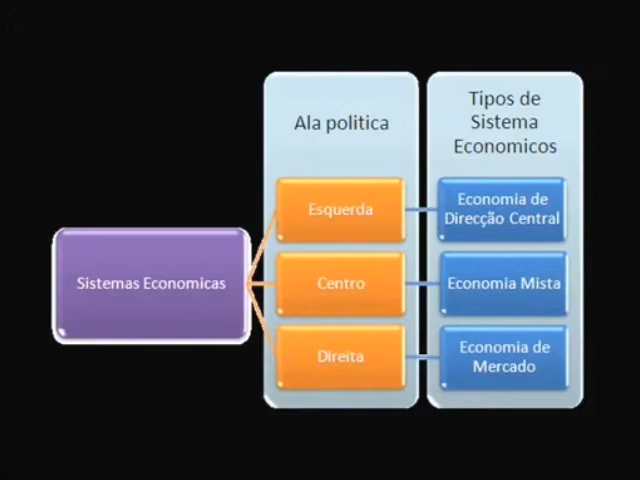 Ala politica
Tipos de
Sistema
Economicos
Esquerda
Economia de
Direcção Central
Sistemas Economicas
Centro
Economia Mista
Direita
Economia de
Mercado